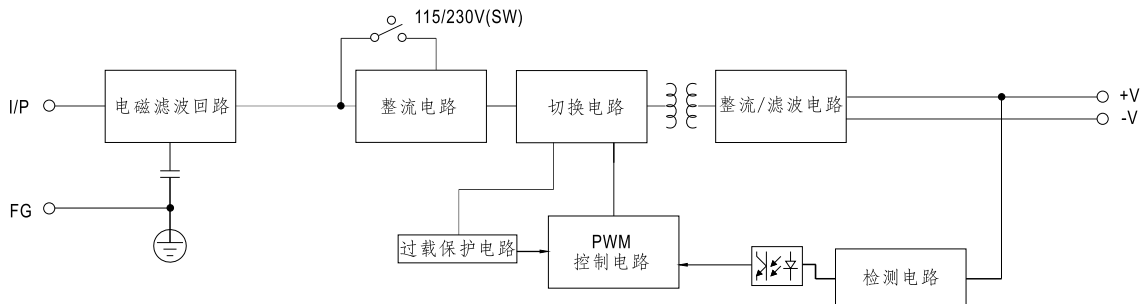 115/230V(SW)
I/P
电磁滤波回路
整流电路
切换电路
整流/滤波电路
+V
-V
FG
过载保护电路
PWM
控制电路
检测电路